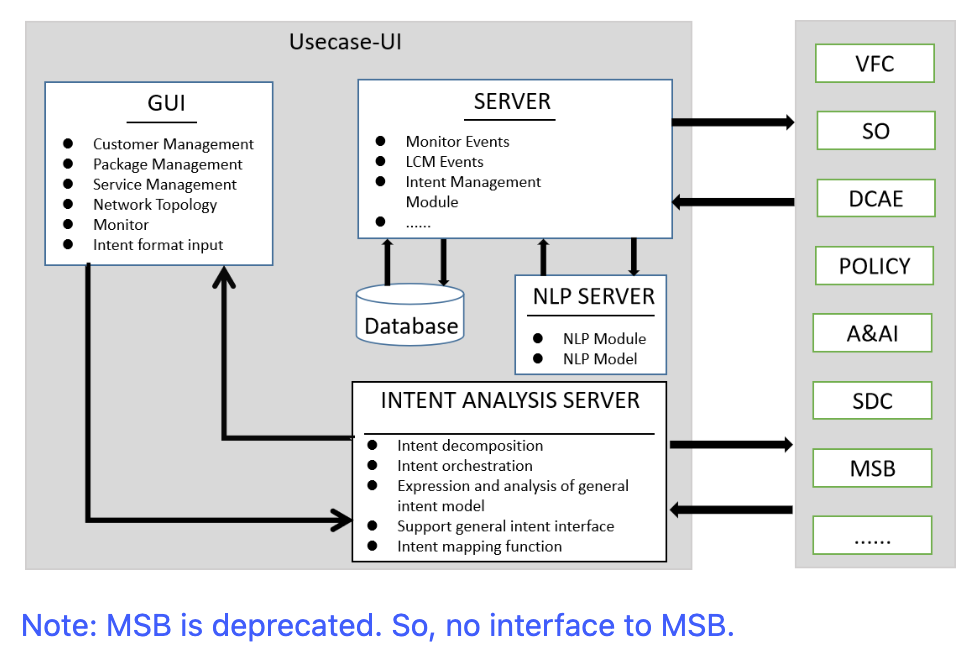 Usecase-UI
GUI
Customer Management
Package Management
Service Management
Network Topology
Monitor
Intent format input
SERVER
Monitor Events
LCM Events
Intent Management
Module
......
Database
NLP SERVER
NLP Module
NLP Model
INTENT ANALYSIS SERVER
Intent decomposition
Intent orchestration
Expression and analysis of general
intent model
Support general intent interface
Intent mapping function
VFC
SO
DCAE
POLICY
A&AI
SDC
MSB
......
Note: MSB is deprecated. So, no interface to MSB.